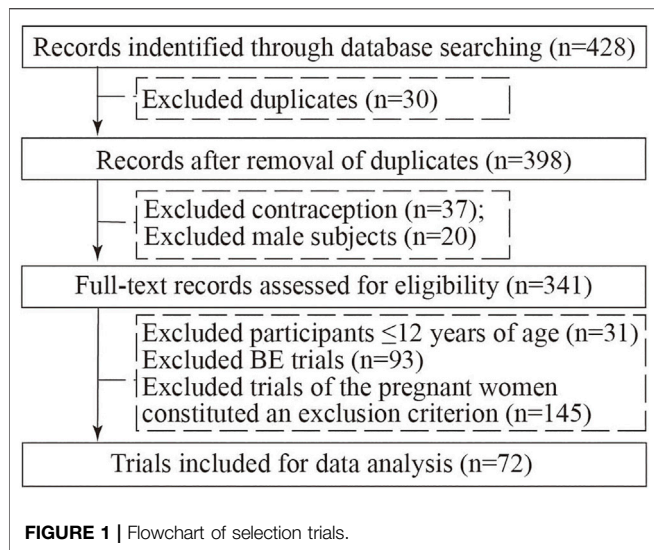 Records indentified through database searching (n=428)
Excluded duplicates (n=30)
Records after removal of duplicates (n=398)
Excluded contraception (n=37);
Excluded male subjects (n=20)
Full-text records assessed for eligibility (n=341)
Excluded participants ≤12 years of age (n=31)
Excluded BE trials (n=93)
Excluded trials of the pregnant women
constituted an exclusion criterion (n=145)
Trials included for data analysis (n=72)
FIGURE 1 | Flowchart of selection trials.